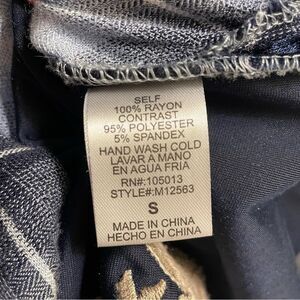 SELF
100% RAYON
CONTRAST
95% POLYESTER
5% SPANDEX
HAND WASH COLD
LAVAR A MANO
EN AGUA FRIA
RN#:105013
STYLE#:M12563
S
MADE IN CHINA
HECHO EN CHINA